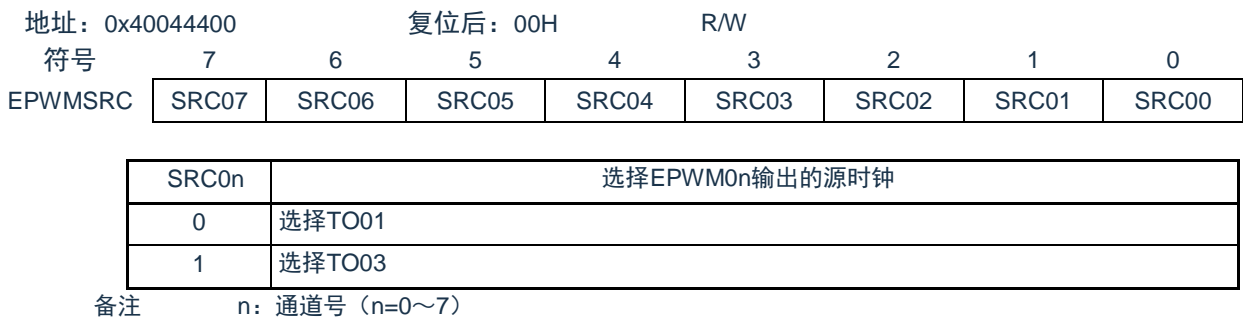 地址：0x40044400 复位后：00H R/W
符号 7 6 5 4 3 2 1 0
EPWMSRC SRC07 SRC06 SRC05 SRC04 SRC03 SRC02 SRC01 SRC00
SRC0n 选择EPWM0n输出的源时钟
0 选择TO01
1 选择TO03
备注 n：通道号（n=0～7）